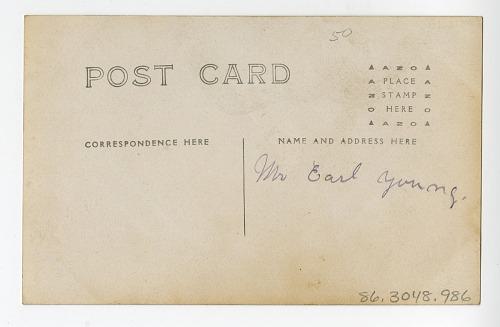 50
POST CARD
AZO
PLACE
STAMP
HERE
AZO
CORRESPONDENCE HERE
NAME AND ADDRESS HERE
Mr Earl Young.
86.3048.986